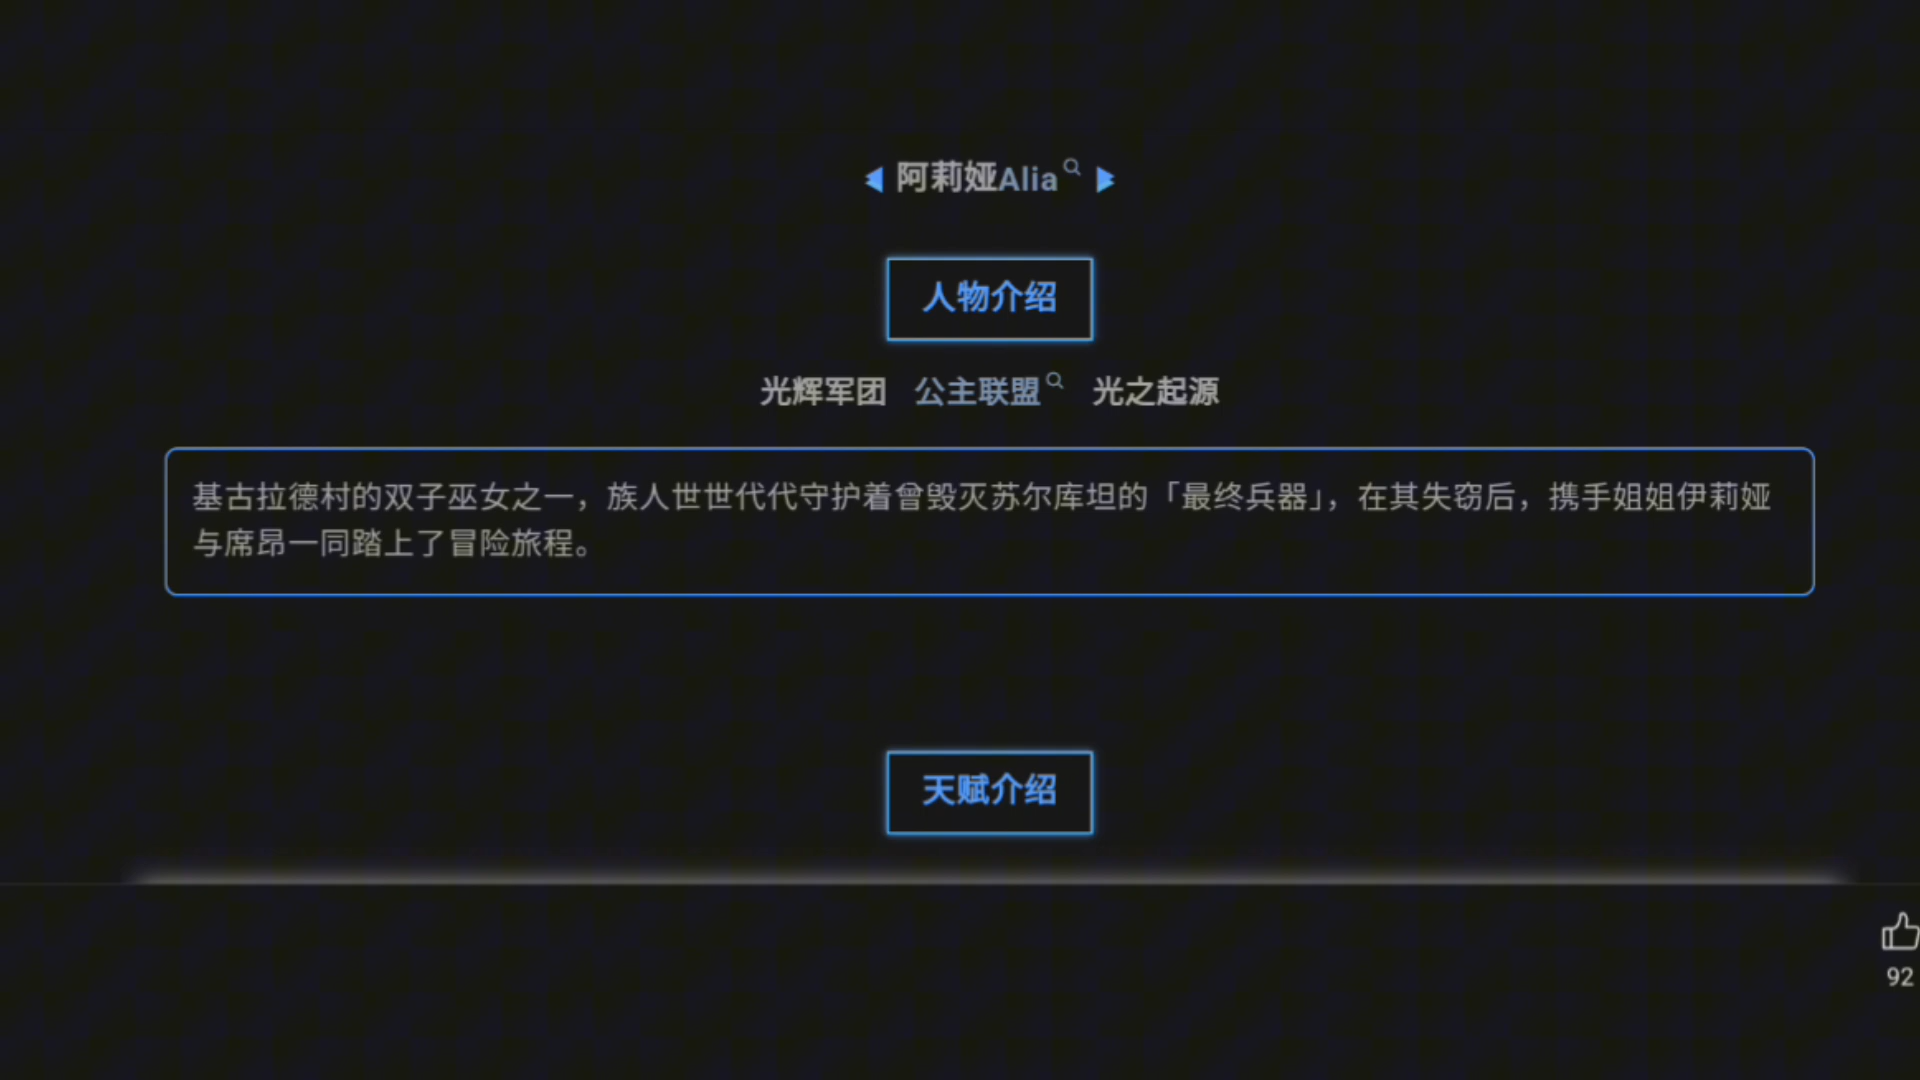 阿莉娅Alia
人物介绍
光辉军团 公主联盟 光之起源
基古拉德村的双子巫女之一，族人世世代代守护着曾毁灭苏尔库坦的「最终兵器」，在其失窃后，携手姐姐伊莉娅
与席昂一同踏上了冒险旅程。
天赋介绍
92